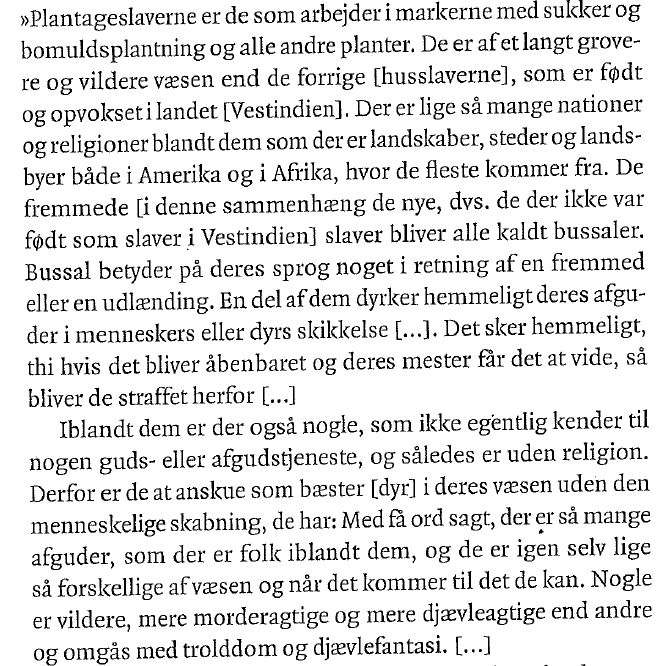 »Plantageslaverne er de som arbejder i markerne med sukker og
bomuldsplantning og alle andre planter. De er af et langt grove-
re og vildere væsen end de forrige [husslaverne], som er født
og opvokset i landet [Vestindien]. Der er lige så mange nationer
og religioner blandt dem som der er landskaber, steder og lands-
byer både i Amerika og i Afrika, hvor de fleste kommer fra. De
fremmede [i denne sammenhæng de nye, dvs. de der ikke var
født som slaver i Vestindien] slaver bliver alle kaldt bussaler.
Bussal betyder på deres sprog noget i retning af en fremmed
eller en udlænding. En del af dem dyrker hemmeligt deres afgu-
der i menneskers eller dyrs skikkelse [...]. Det sker hemmeligt,
thi hvis det bliver åbenbaret og deres mester får det at vide, så
bliver de straffet herfor [...]
Iblandt dem er der også nogle, som ikke egentlig kender til
nogen guds- eller afgudstjeneste, og således er uden religion.
Derfor er de at anskue som bæster [dyr] i deres væsen uden den
menneskelige skabning, de har: Med få ord sagt, der er så mange
afguder, som der er folk iblandt dem, og de er igen selv lige
så forskellige af væsen og når det kommer til det de kan. Nogle
er vildere, mere morderagtige og mere djævleagtige end andre
og omgås med trolddom og djævlefantasi. [...]